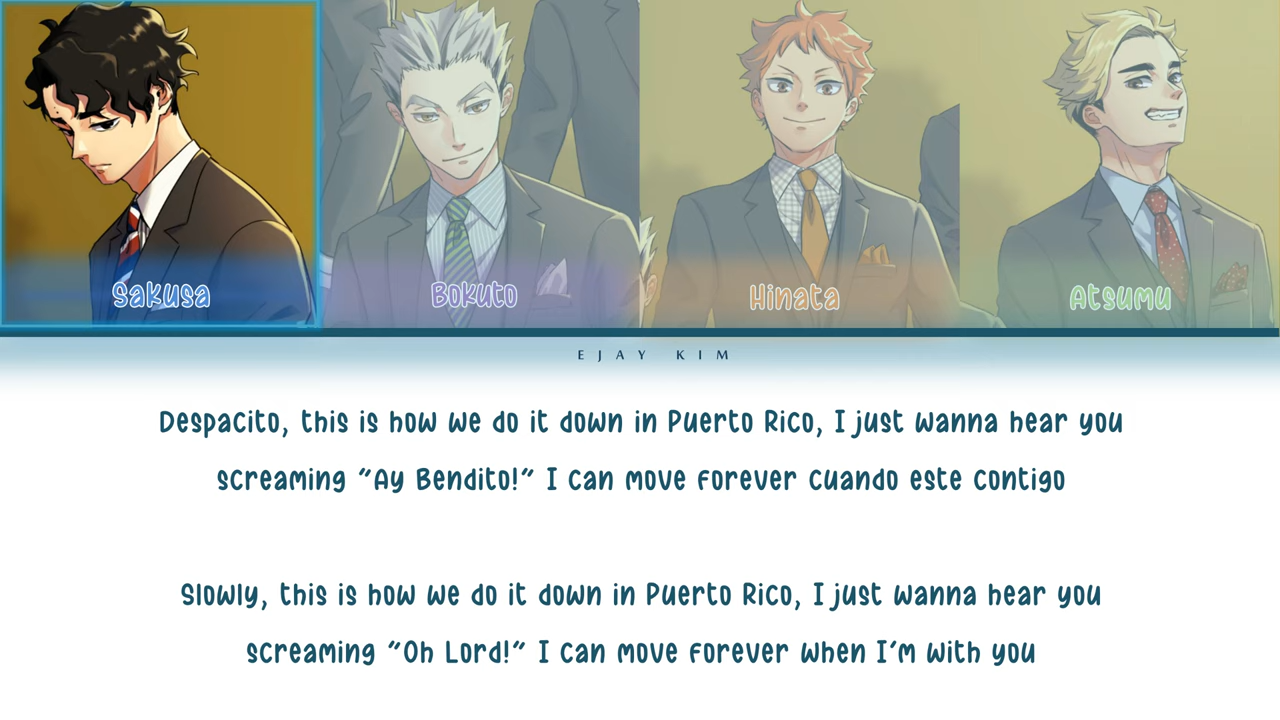 Sakusa
Bokuto
Hinata
Atsumu
EJAY KIM
Despacito, this is how we do it down in Puerto Rico, I just wanna hear you
screaming "Ay Bendito!" I can move forever cuando este contigo
Slowly, this is how we do it down in Puerto Rico, I just wanna hear you
screaming "Oh Lord!" I can move forever when I'm with you